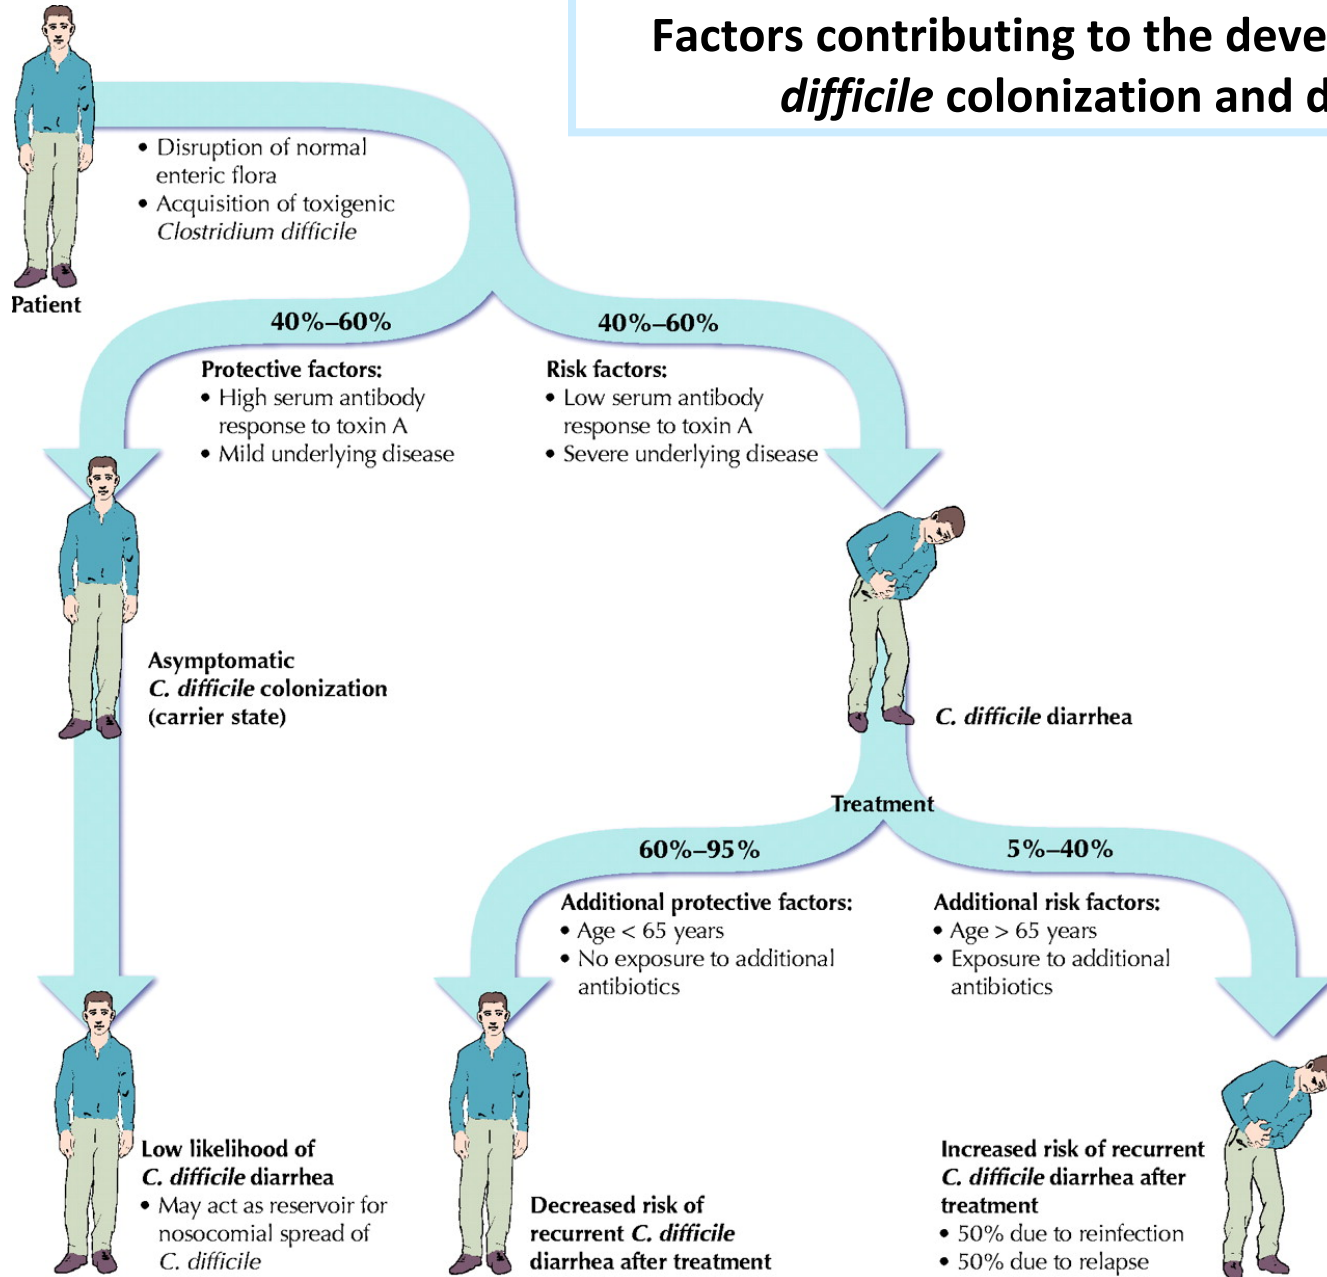 Factors contributing to the
difficile colonization and
• Disruption of normal
enteric flora
• Acquisition of toxigenic
Clostridium difficile
Patient
40%–60%
40%–60%
Protective factors:
• High serum antibody
response to toxin A
• Mild underlying disease
Risk factors:
• Low serum antibody
response to toxin A
• Severe underlying disease
Asymptomatic
C. difficile colonization
(carrier state)
C. difficile diarrhea
Treatment
60%–95%
5%–40%
Additional protective factors:
• Age < 65 years
• No exposure to additional
antibiotics
Additional risk factors:
• Age > 65 years
• Exposure to additional
antibiotics
Low likelihood of
C. difficile diarrhea
• May act as reservoir for
nosocomial spread of
C. difficile
Decreased risk of
recurrent C. difficile
diarrhea after treatment
Increased risk of recurrent
C. difficile diarrhea after
treatment
• 50% due to reinfection
• 50% due to relapse